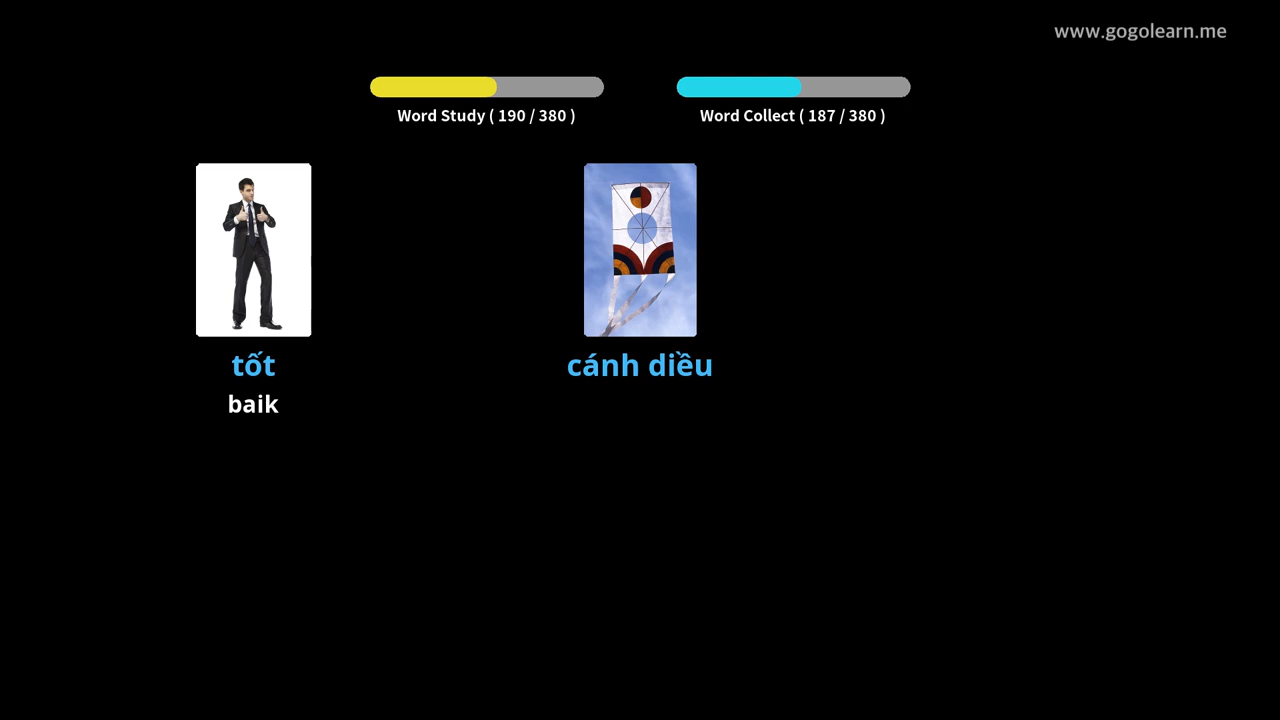 www.gogolearn.me
Word Study ( 190 / 380 )
Word Collect ( 187 / 380 )
tốt
cánh diều
baik